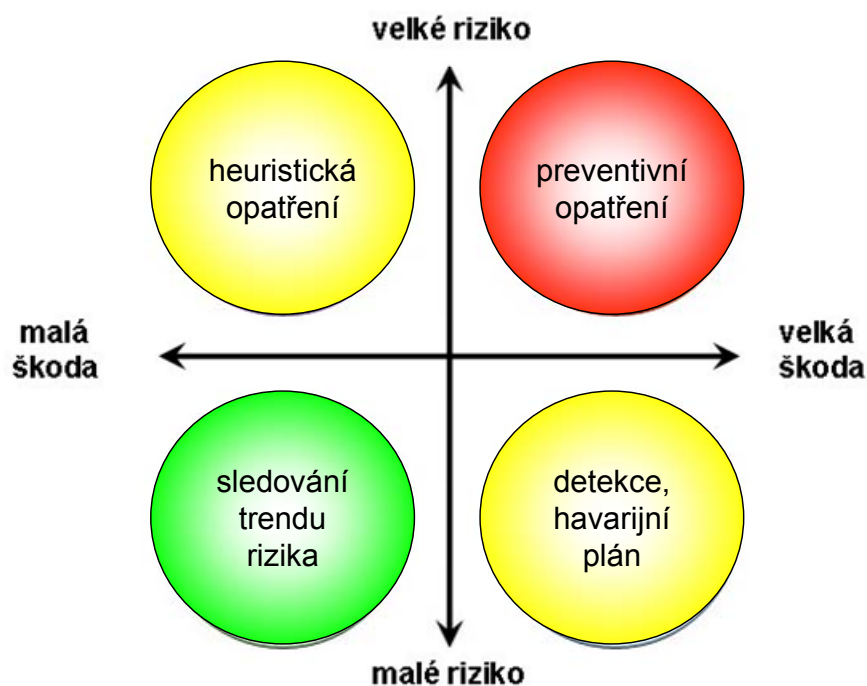 velké riziko
heuristická
opatření
preventivní
opatření
malá
škoda
velká
škoda
sledování
trendu
rizika
detekce,
havarijní
plán
malé riziko